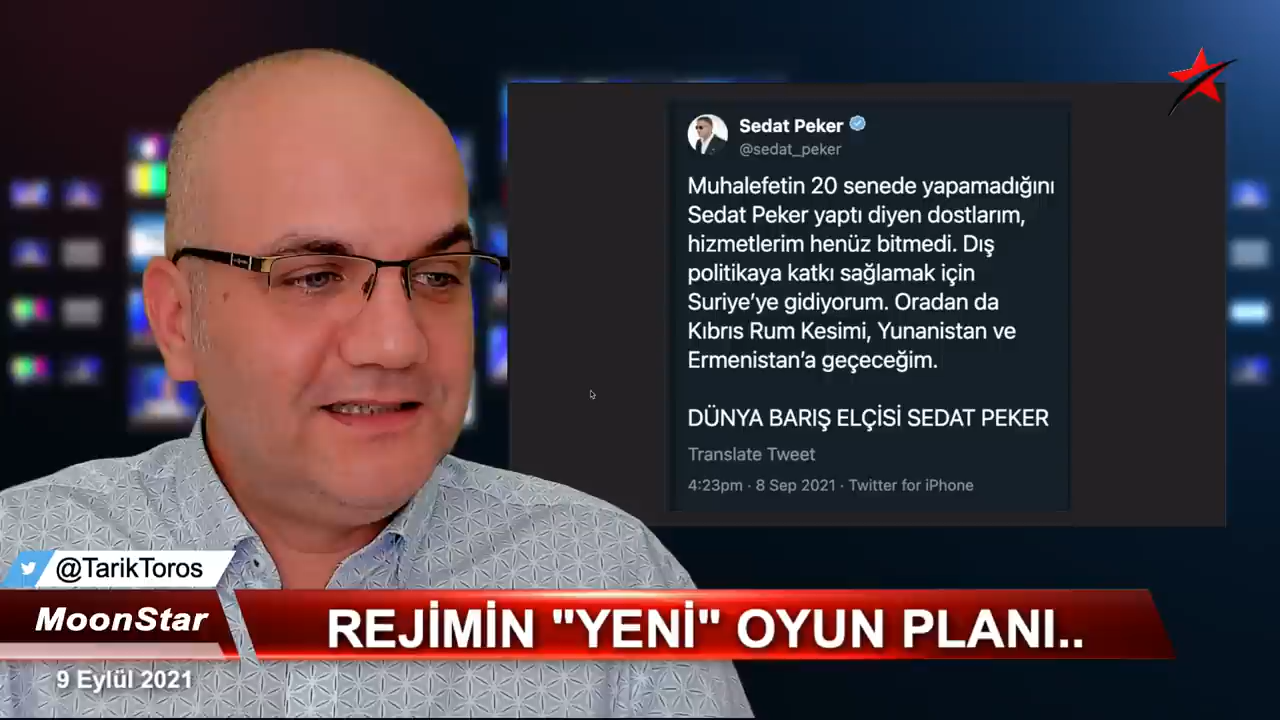 Sedat Peker
@sedat_peker
Muhalefetin 20 senede yapamadığını
Sedat Peker yaptı diyen dostlarım,
hizmetlerim henüz bitmedi. Dış
politikaya katkı sağlamak için
Suriye'ye gidiyorum. Oradan da
Kıbrıs Rum Kesimi, Yunanistan ve
Ermenistan'a geçeceğim.
DÜNYA BARIŞ ELÇİSİ SEDAT PEKER
Translate Tweet
4:23pm · 8 Sep 2021 · Twitter for iPhone
@TarikToros
MoonStar
REJİMİN "YENİ" OYUN PLANI..
9 Eylül 2021